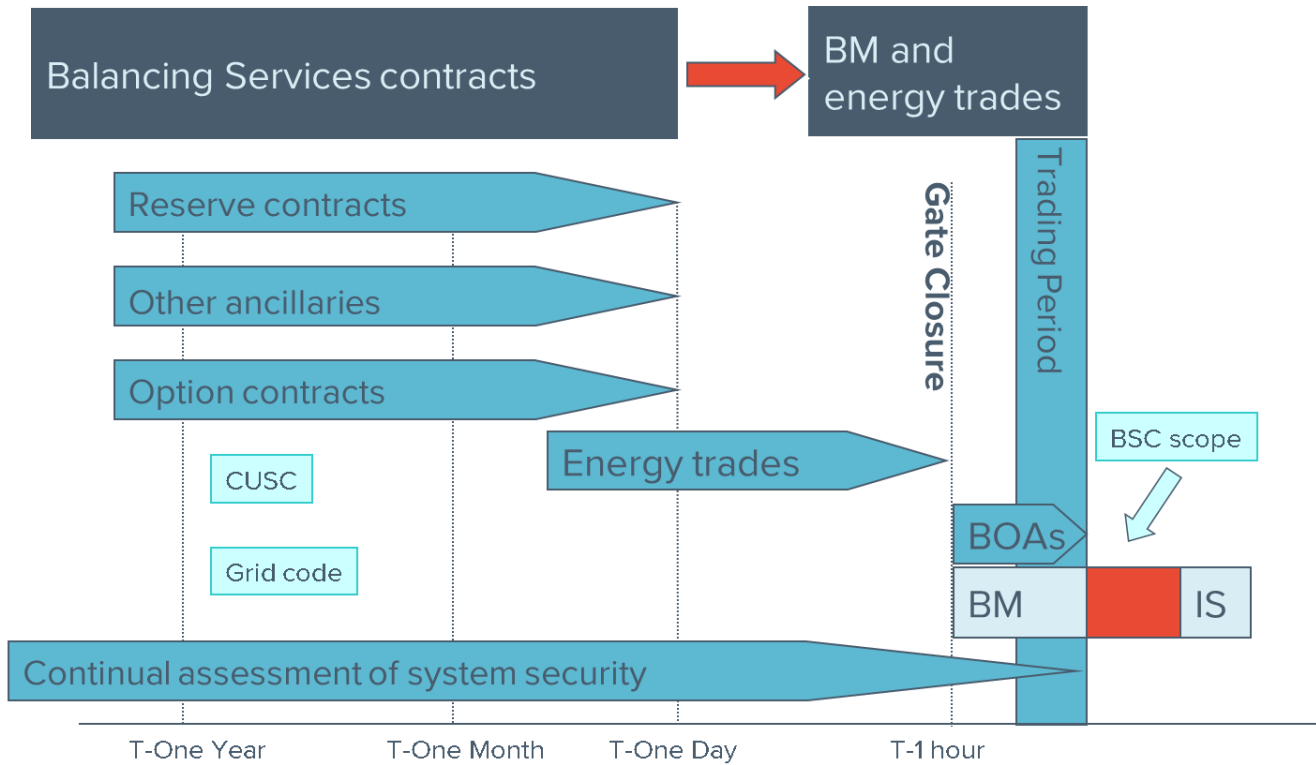 Balancing Services contracts
BM and
energy trades
Reserve contracts
Other ancillaries
Option contracts
Energy trades
Gate Closure
Trading Period
BSC scope
CUSC
Grid code
BOAs
BM
IS
Continual assessment of system security
T-One Year
T-One Month
T-One Day
T-1 hour